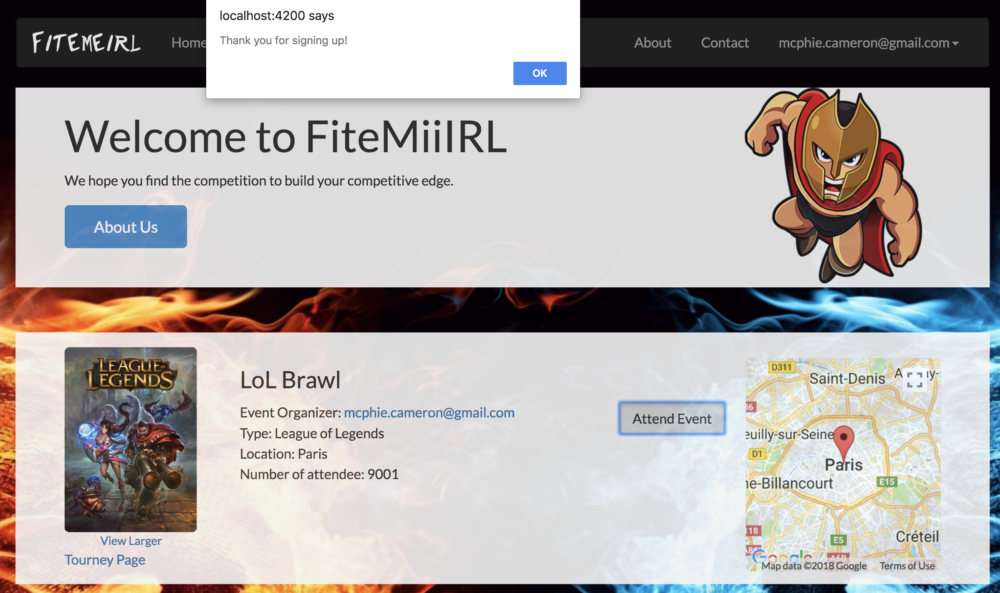 localhost:4200 says
Thank you for signing up!
OK
FITEMEIRL
Home
About
Contact
mcphie.cameron@gmail.com
Welcome to FiteMiiIRL
We hope you find the competition to build your competitive edge.
About Us
LEAGUE OF
LEGENDS
View Larger
Tourney Page
LoL Brawl
Event Organizer: mcphie.cameron@gmail.com
Type: League of Legends
Location: Paris
Number of attendee: 9001
Attend Event
D311
Saint-Denis
A
y-s
86
euilly-sur-Seine
D1
Paris
ne-Billancourt
E15
18
E5
Créteil
A86
Google
A6B
Map data ©2018 Google
Terms of Use